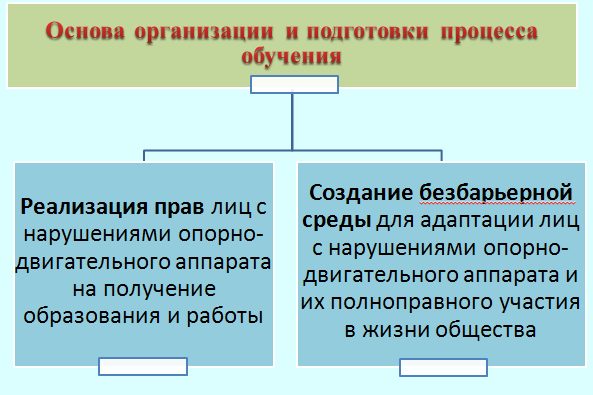 Основа организации и подготовки процесса
обучения
Реализация прав лиц с
нарушениями опорно-
двигательного аппарата
на получение
образования и работы
Создание безбарьерной
среды для адаптации лиц
с нарушениями опорно-
двигательного аппарата и
их полноправного участия
в жизни общества